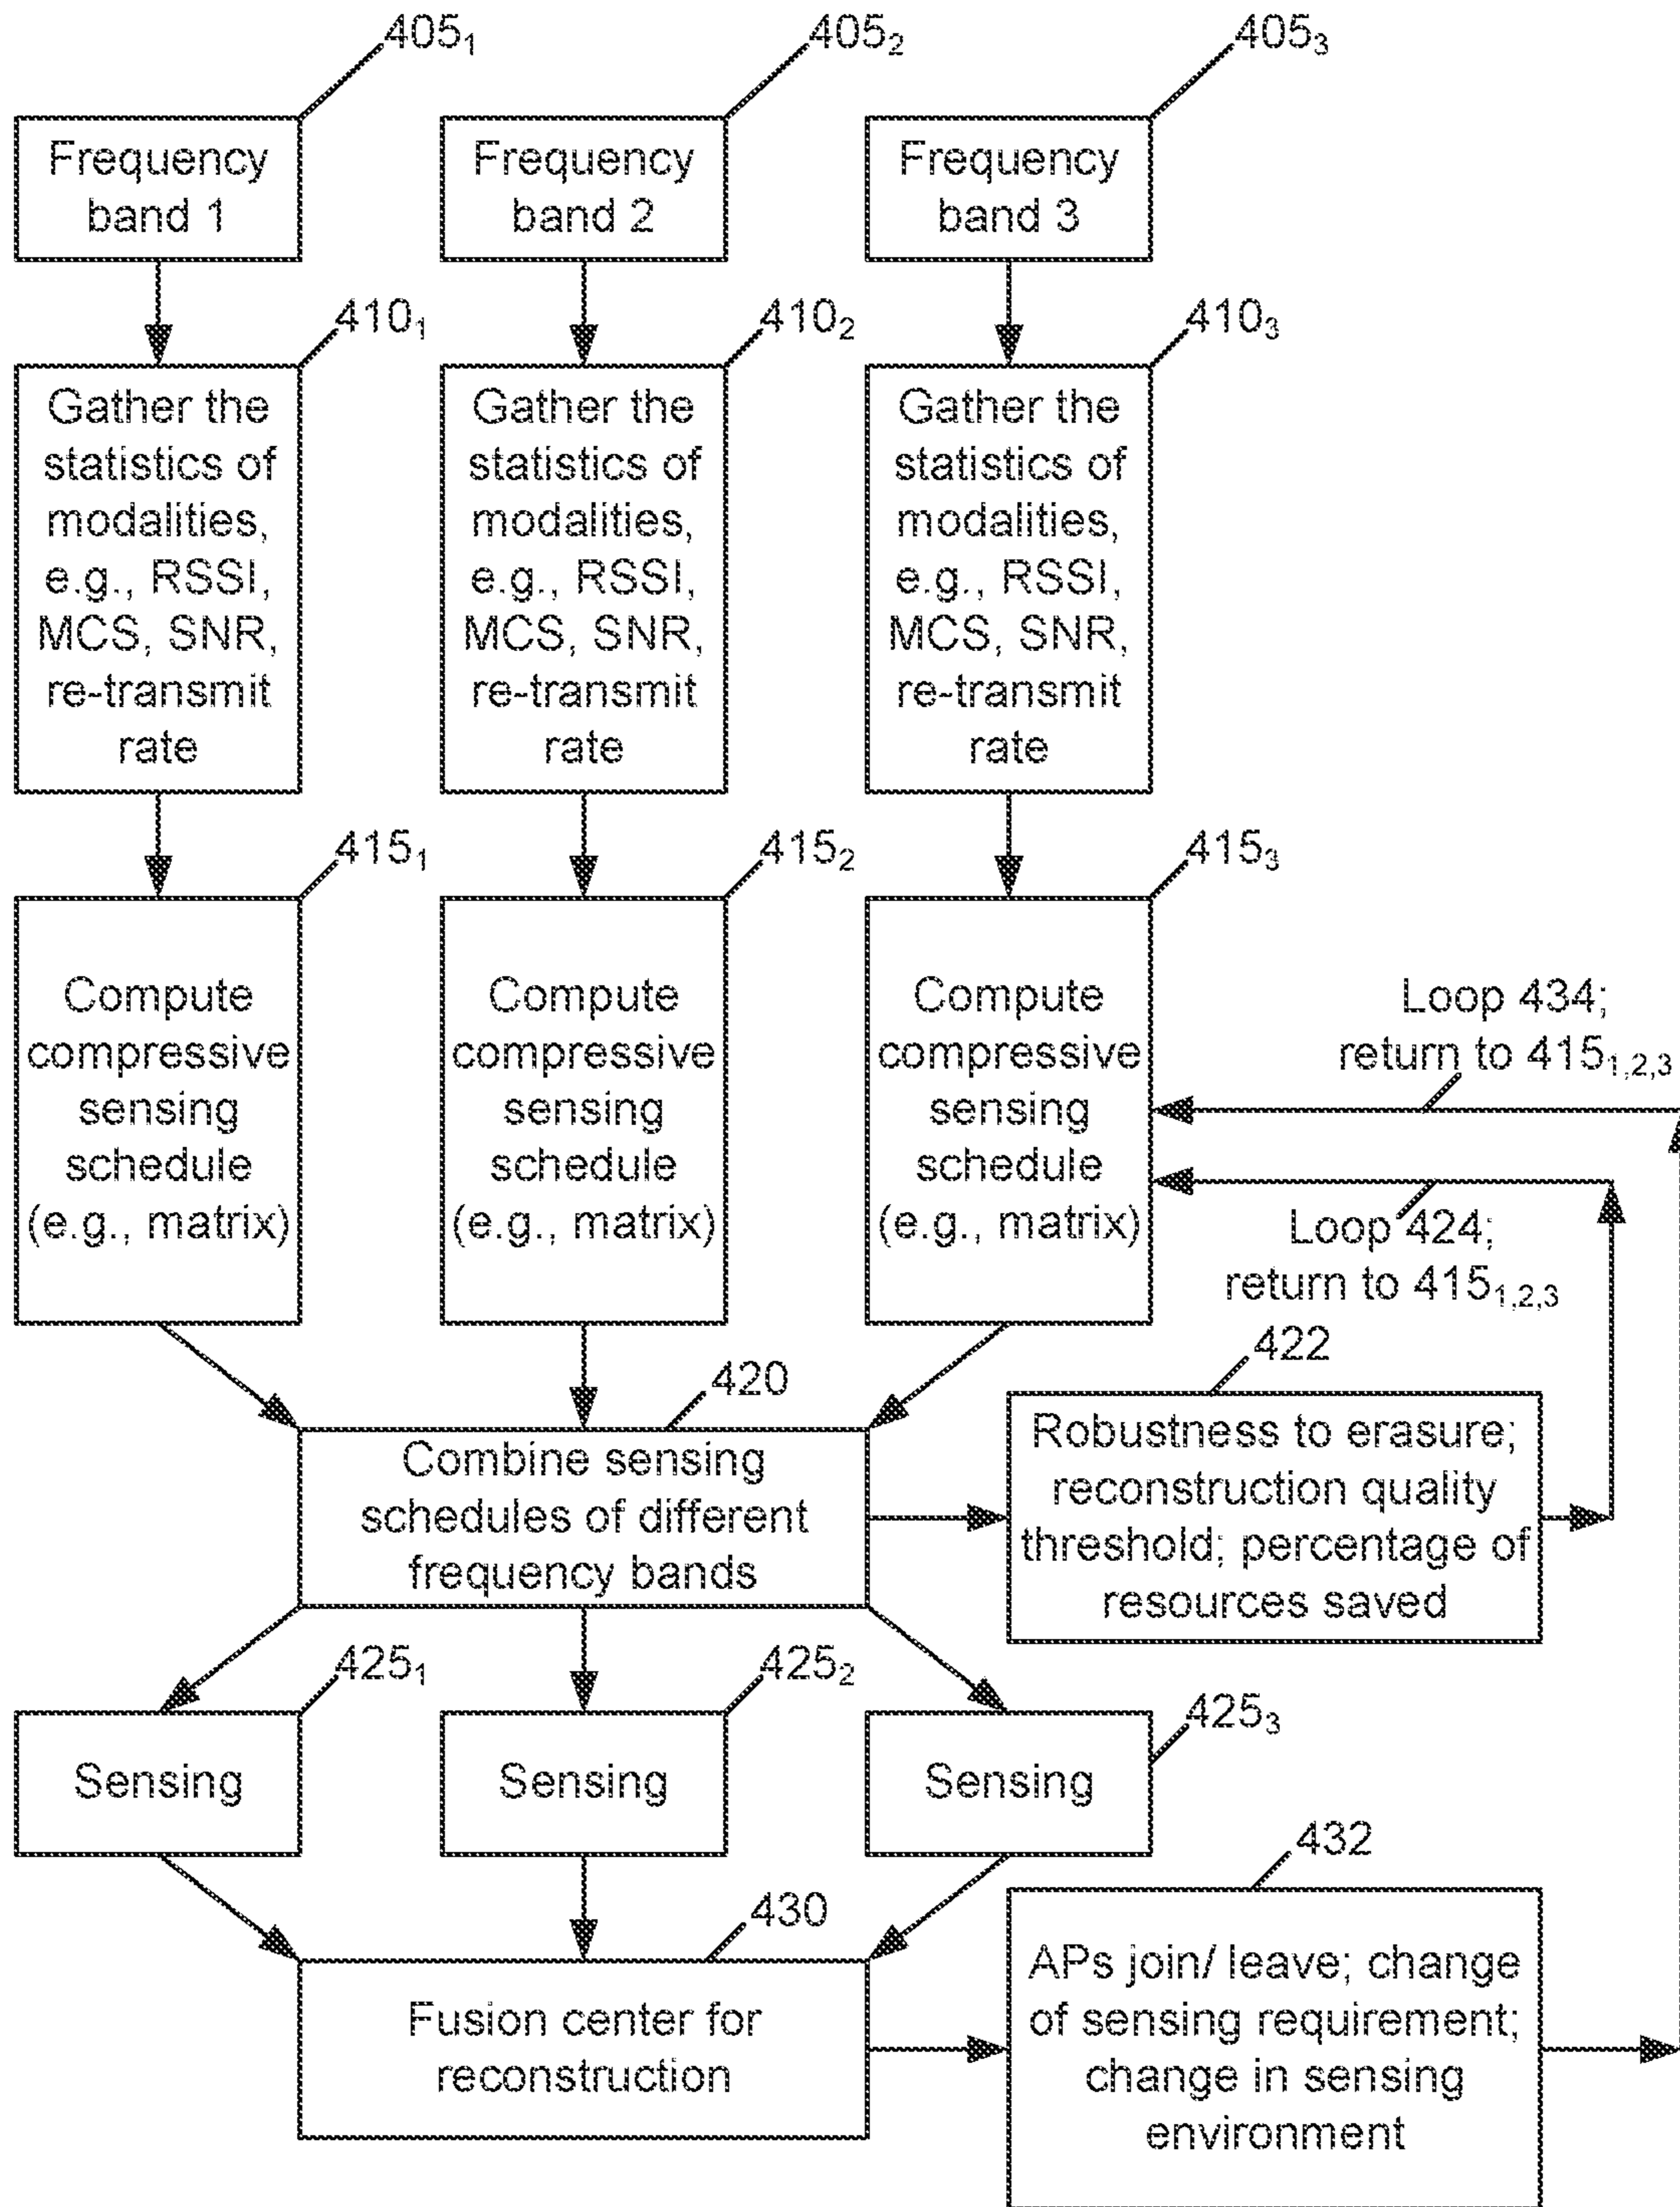 405₁
405₂
405₃
Frequency
band 1
Frequency
band 2
Frequency
band 3
410₁
410₂
410₃
Gather the
statistics of
modalities,
e.g., RSSI,
MCS, SNR,
re-transmit
rate
Gather the
statistics of
modalities,
e.g., RSSI,
MCS, SNR,
re-transmit
rate
Gather the
statistics of
modalities,
e.g., RSSI,
MCS, SNR,
re-transmit
rate
415₁
415₂
415₃
Compute
compressive
sensing
schedule
(e.g., matrix)
Compute
compressive
sensing
schedule
(e.g., matrix)
Compute
compressive
sensing
schedule
(e.g., matrix)
Loop 434;
return to 415₁,₂,₃
Loop 424;
return to 415₁,₂,₃
420
422
Combine sensing
schedules of different
frequency bands
Robustness to erasure;
reconstruction quality
threshold; percentage of
resources saved
425₁
425₂
425₃
Sensing
Sensing
Sensing
430
432
Fusion center for
reconstruction
APs join/ leave; change
of sensing requirement;
change in sensing
environment